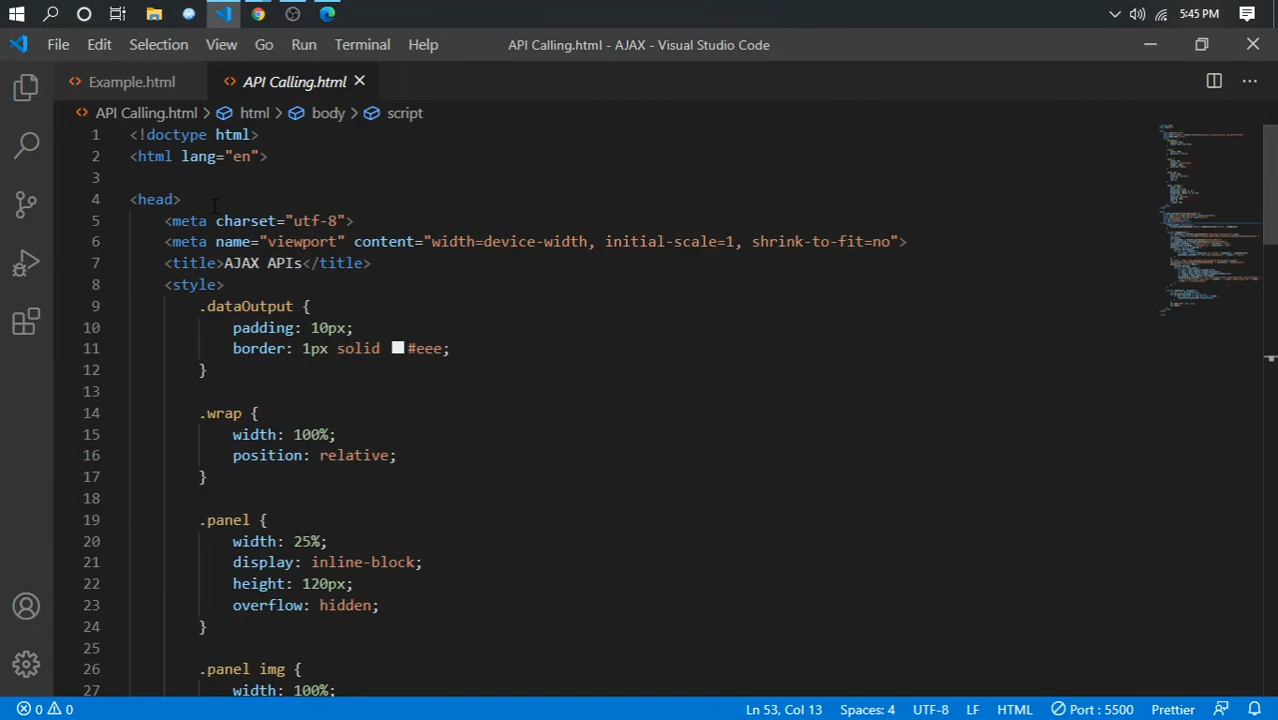 5:45 PM
File Edit Selection View Go Run Terminal Help API Calling.html - AJAX - Visual Studio Code
Example.html API Calling.html
API Calling.html > html > body > script
1 <!doctype html>
2 <html lang="en">
3
4 <head>
5 <meta charset="utf-8">
6 <meta name="viewport" content="width=device-width, initial-scale=1, shrink-to-fit=no">
7 <title>AJAX APIs</title>
8 <style>
9 .dataOutput {
10 padding: 10px;
11 border: 1px solid #eee;
12 }
13
14 .wrap {
15 width: 100%;
16 position: relative;
17 }
18
19 .panel {
20 width: 25%;
21 display: inline-block;
22 height: 120px;
23 overflow: hidden;
24 }
25
26 .panel img {
27 width: 100%;
0 0 Ln 53, Col 13 Spaces: 4 UTF-8 LF HTML Port : 5500 Prettier